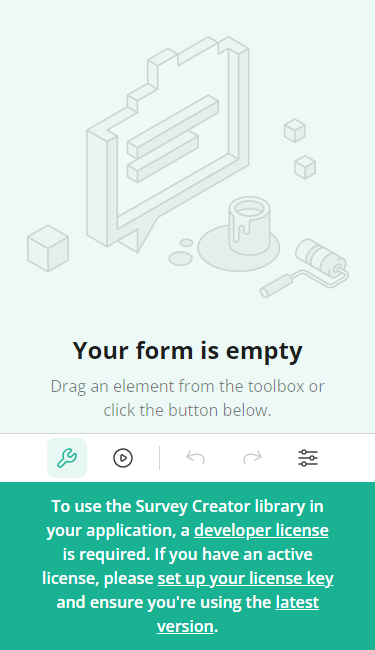 Your form is empty
Drag an element from the toolbox or
click the button below.
To use the Survey Creator library in
your application, a developer license
is required. If you have an active
license, please set up your license key
and ensure you're using the latest
version.